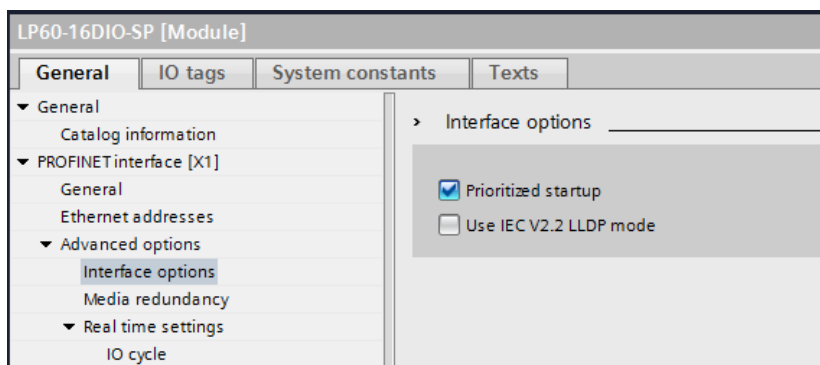 LP60-16DIO-SP [Module]
General IO tags System constants Texts
General
Catalog information
PROFINET interface [X1]
General
Ethernet addresses
Advanced options
Interface options
Media redundancy
Real time settings
IO cycle
Interface options
Prioritized startup
Use IEC V2.2 LLDP mode